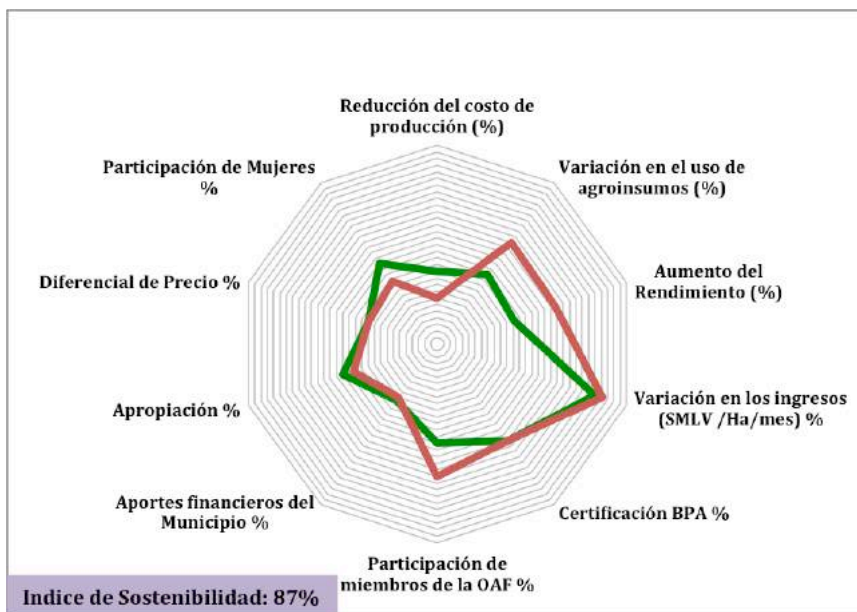 Reducción del costo de
producción (%)
Variación en el uso de
agroinsumos (%)
Aumento del
Rendimiento (%)
Variación en los ingresos
(SMLV /Ha/mes) %
Certificación BPA %
Participación de
miembros de la OAF %
Aportes financieros del
Municipio %
Apropiación %
Diferencial de Precio %
Participación de Mujeres
%
Indice de Sostenibilidad: 87%